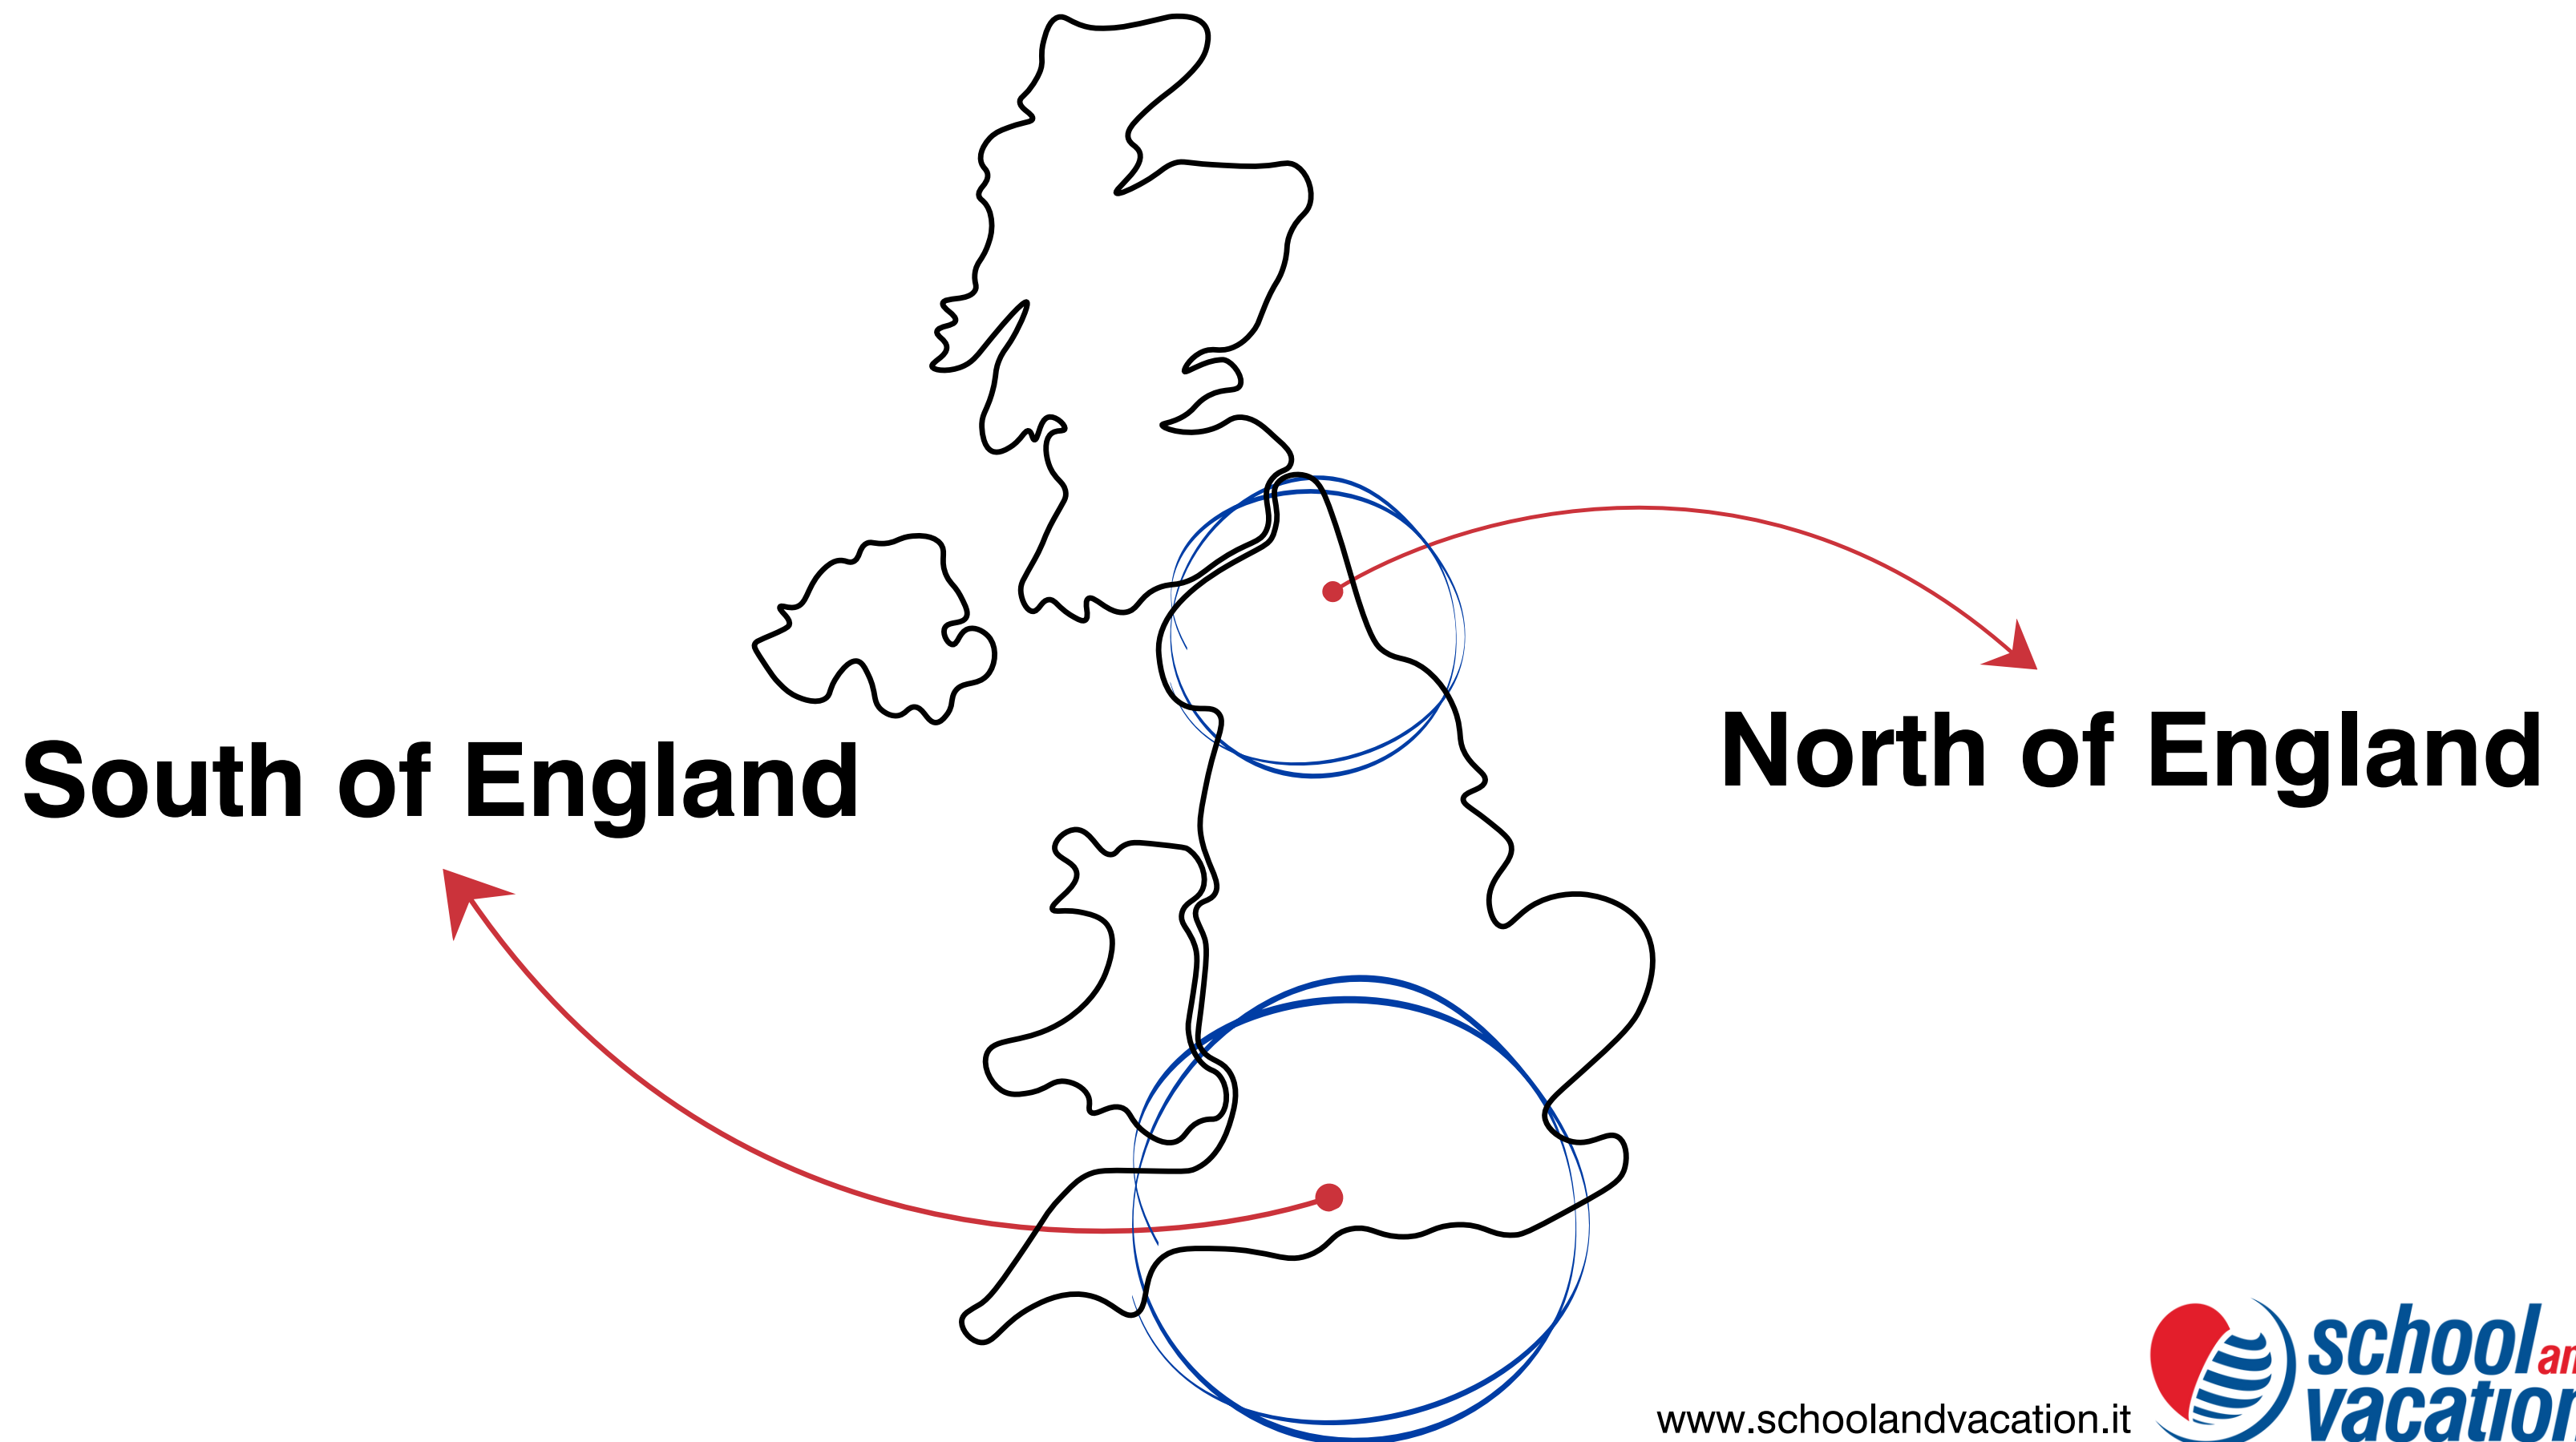 South of England
North of England
www.schoolandvacation.it
school
vacation